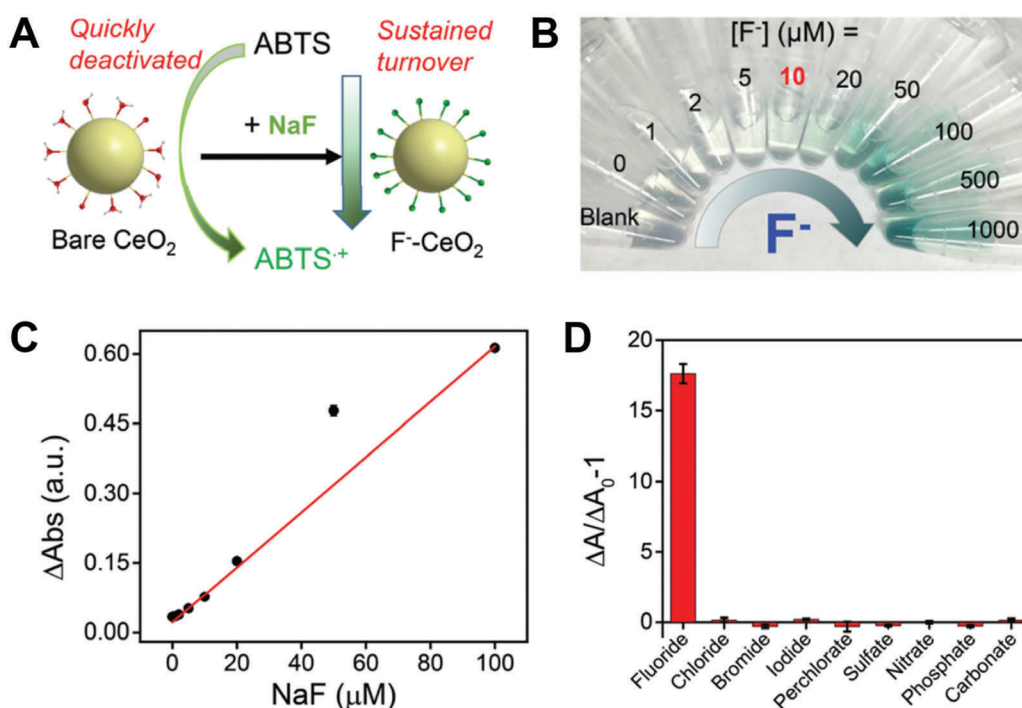 A
Quickly
deactivated
ABTS
Sustained
turnover
+ NaF
Bare CeO₂
ABTS·⁺
F⁻-CeO₂
B
[F⁻] (μM) =
Blank
0
1
2
5
10
20
50
100
500
1000
F⁻
C
ΔAbs (a.u.)
0.60
0.45
0.30
0.15
0.00
0
20
40
60
80
100
NaF (μM)
D
ΔA/ΔA₀-1
20
15
10
5
0
Fluoride
Chloride
Bromide
Iodide
Perchlorate
Sulfate
Nitrate
Phosphate
Carbonate